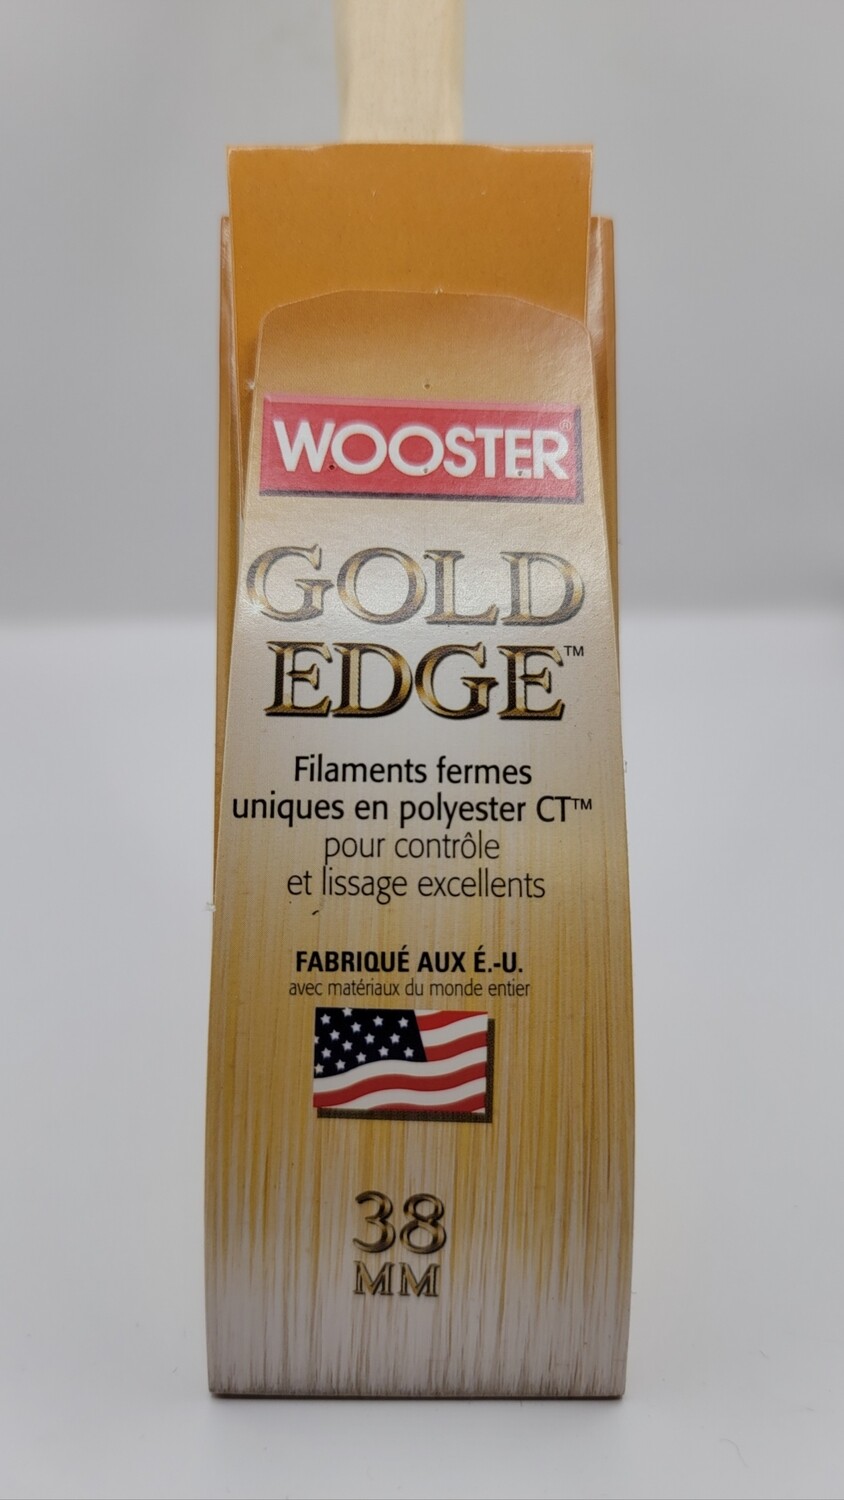 WOOSTER®
GOLD
EDGE™
Filaments fermes
uniques en polyester CT™
pour contrôle
et lissage excellents
FABRIQUÉ AUX É.-U.
avec matériaux du monde entier
38
MM